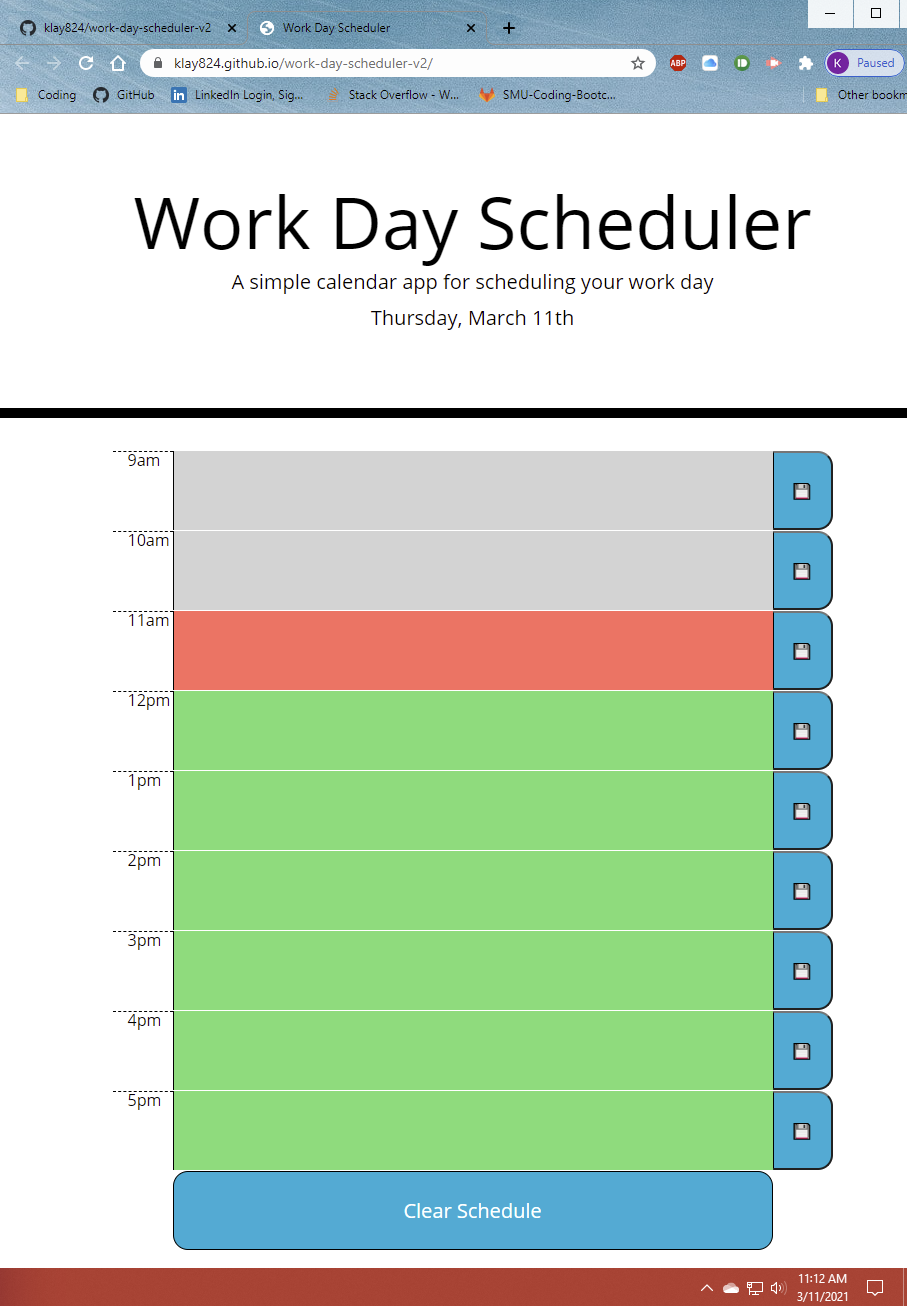 klay824/work-day-scheduler-v2
Work Day Scheduler
klay824.github.io/work-day-scheduler-v2/
ABP
K Paused
Coding
GitHub
LinkedIn Login, Sig...
Stack Overflow - W...
SMU-Coding-Bootc...
Other bookm
Work Day Scheduler
A simple calendar app for scheduling your work day
Thursday, March 11th
9am
10am
11am
12pm
1pm
2pm
3pm
4pm
5pm
Clear Schedule
11:12 AM
3/11/2021